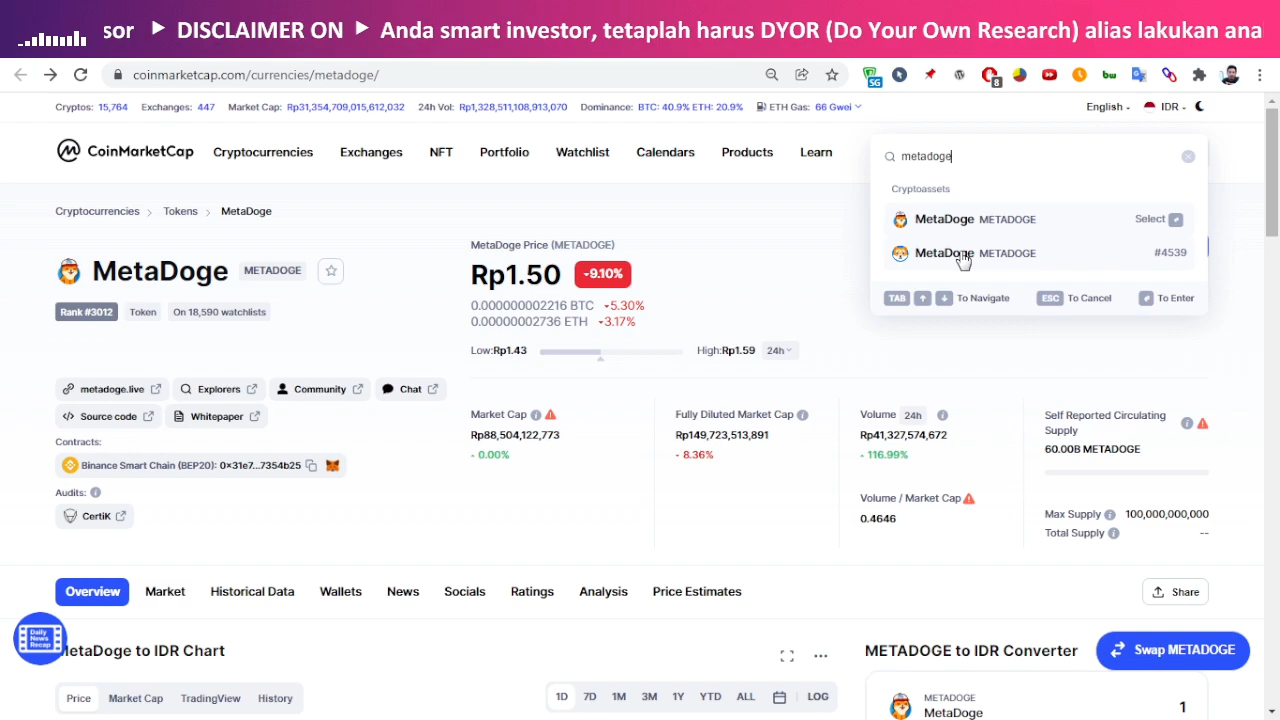 sor ▶ DISCLAIMER ON ▶ Anda smart investor, tetaplah harus DYOR (Do Your Own Research) alias lakukan ana
coinmarketcap.com/currencies/metadoge/
SG
8
bw
Cryptos: 15,764 Exchanges: 447 Market Cap: Rp31,354,709,015,612,032 24h Vol: Rp1,328,511,108,913,070 Dominance: BTC: 40.9% ETH: 20.9% ETH Gas: 66 Gwei
English IDR
CoinMarketCap Cryptocurrencies Exchanges NFT Portfolio Watchlist Calendars Products Learn
metadoge
Cryptoassets
MetaDoge METADOGE Select
MetaDoge METADOGE #4539
TAB To Navigate ESC To Cancel To Enter
Cryptocurrencies Tokens MetaDoge
MetaDoge METADOGE
Rank #3012 Token On 18,590 watchlists
MetaDoge Price (METADOGE)
Rp1.50 -9.10%
0.000000002216 BTC -5.30%
0.00000002736 ETH -3.17%
Low:Rp1.43 High:Rp1.59 24h
metadoge.live Explorers Community Chat
Source code Whitepaper
Contracts:
Binance Smart Chain (BEP20): 0x31e7...7354b25
Audits:
CertiK
Market Cap
Rp88,504,122,773
0.00%
Fully Diluted Market Cap
Rp149,723,513,891
8.36%
Volume 24h
Rp41,327,574,672
116.99%
Volume / Market Cap
0.4646
Self Reported Circulating
Supply
60.00B METADOGE
Max Supply 100,000,000,000
Total Supply --
Overview Market Historical Data Wallets News Socials Ratings Analysis Price Estimates Share
Daily
News
Recap
MetaDoge to IDR Chart
Price Market Cap TradingView History
1D 7D 1M 3M 1Y YTD ALL LOG
METADOGE to IDR Converter
Swap METADOGE
METADOGE
MetaDoge
1